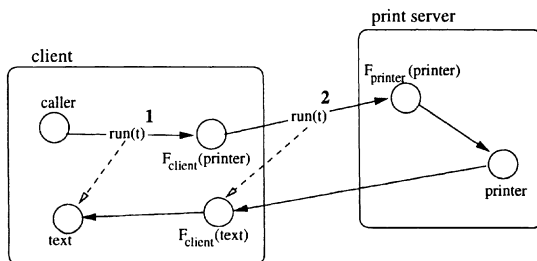 print server
client
2
F_printer(printer)
caller
1
run(t)
run(t)
F_client(printer)
printer
text
F_client(text)